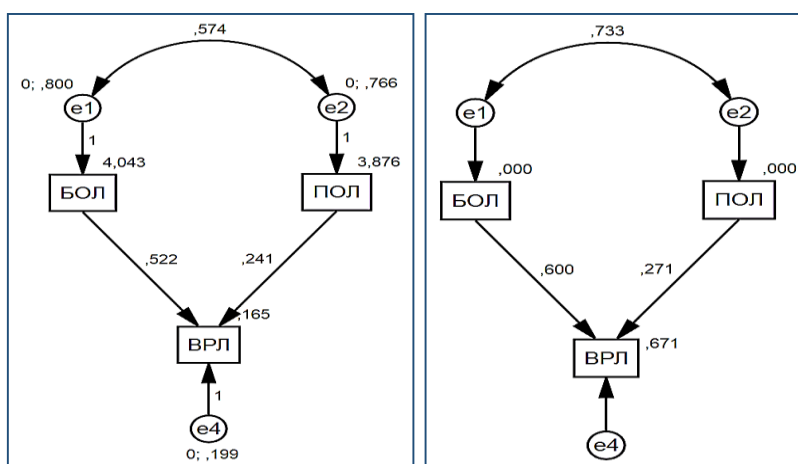 ,574
0; ,800
0; ,766
e1
e2
1
1
4,043
3,876
БОЛ
ПОЛ
,522
,241
,165
ВРЛ
1
e4
0; ,199
,733
e1
e2
,000
,000
БОЛ
ПОЛ
,600
,271
,671
ВРЛ
e4